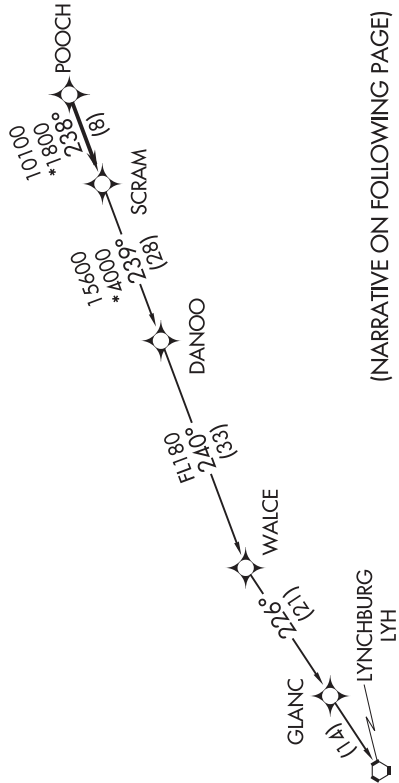 POOCH
10100
*1800
238°
(8)
SCRAM
15600
*4000
239°
(28)
DANOO
FL180
240°
(33)
WALCE
226°
(21)
GLANC
(14)
LYNCHBURG
LYH
(NARRATIVE ON FOLLOWING PAGE)